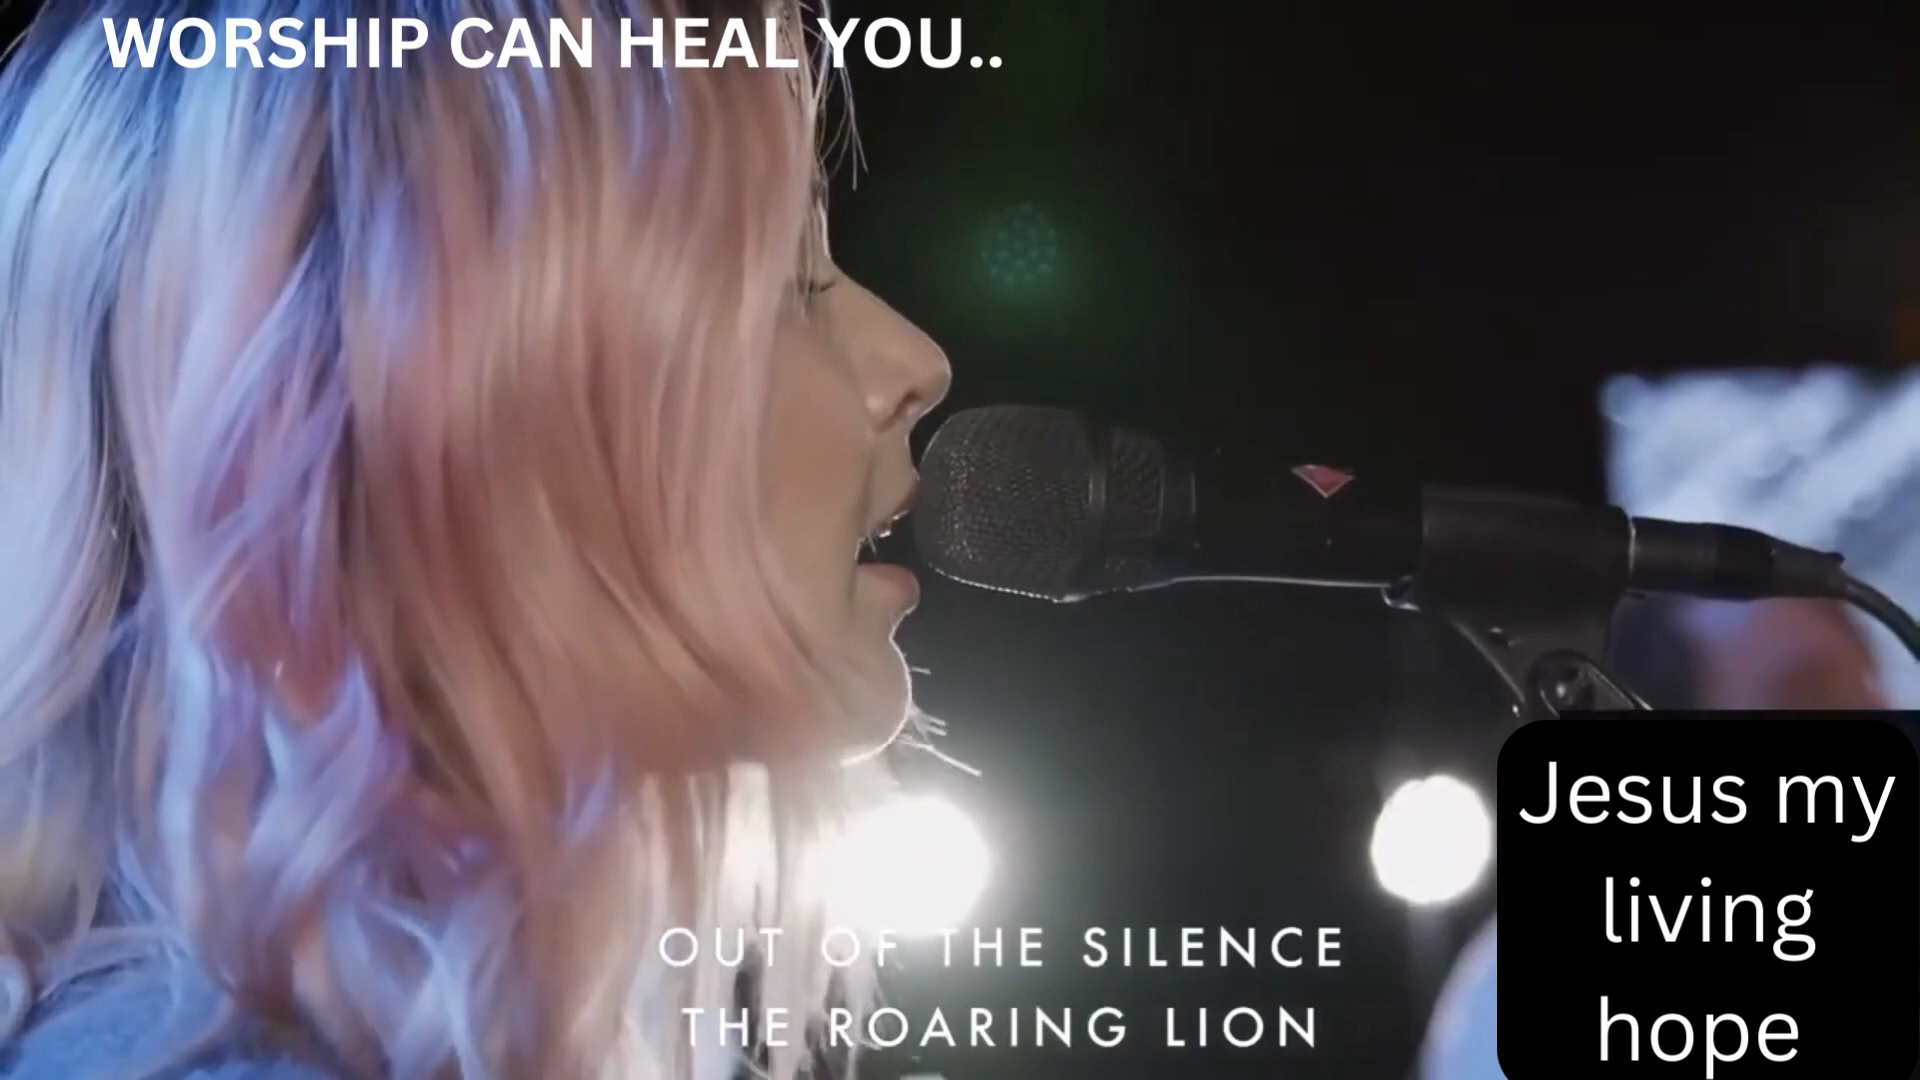 WORSHIP CAN HEAL YOU..
OUT OF THE SILENCE
THE ROARING LION
Jesus my
living
hope